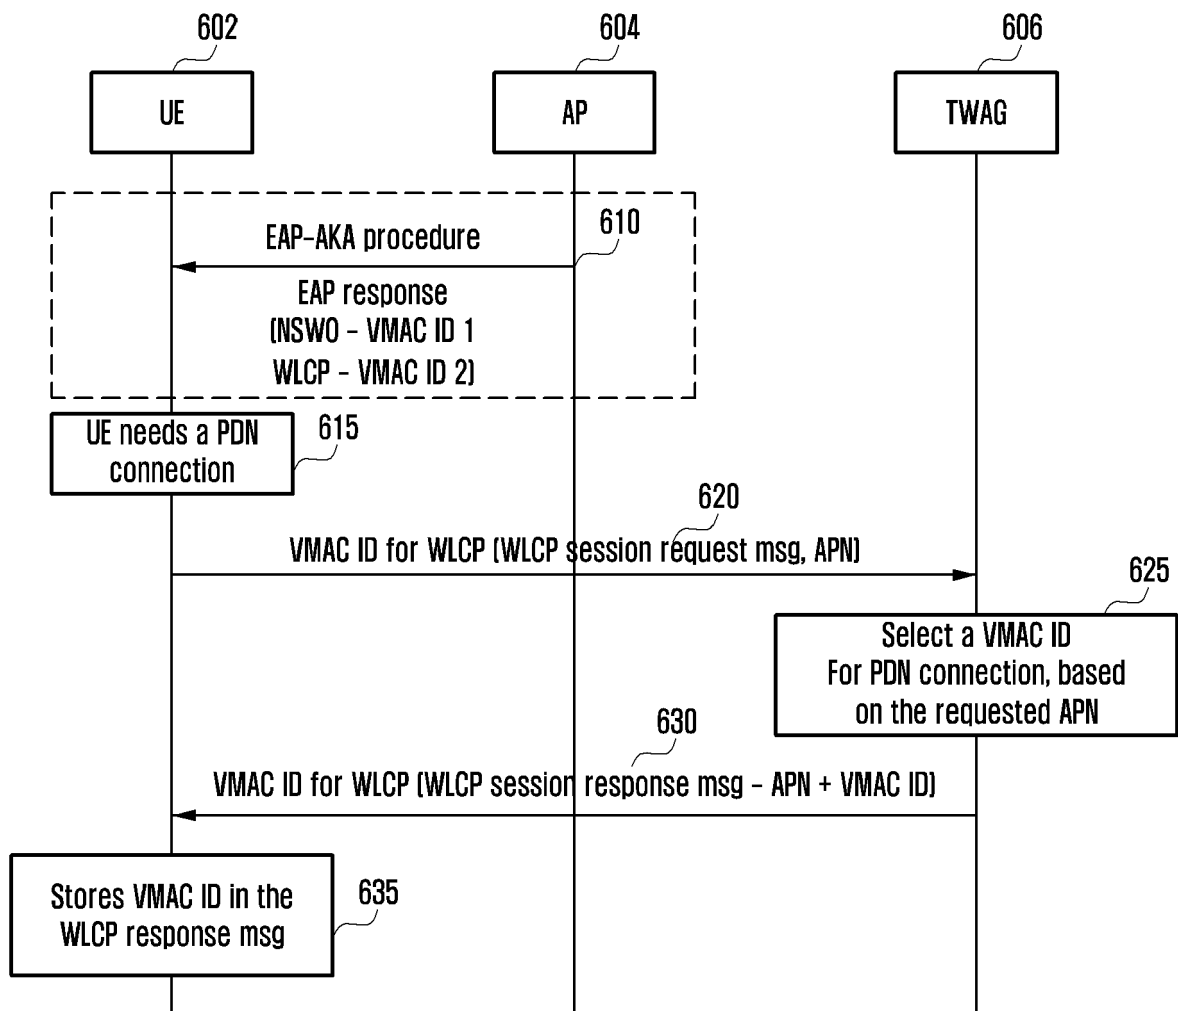 602
604
606
UE
AP
TWAG
610
EAP-AKA procedure
EAP response
(NSWO - VMAC ID 1
WLCP - VMAC ID 2)
UE needs a PDN
connection
615
620
VMAC ID for WLCP (WLCP session request msg, APN)
625
Select a VMAC ID
For PDN connection, based
on the requested APN
630
VMAC ID for WLCP (WLCP session response msg - APN + VMAC ID)
Stores VMAC ID in the
WLCP response msg
635